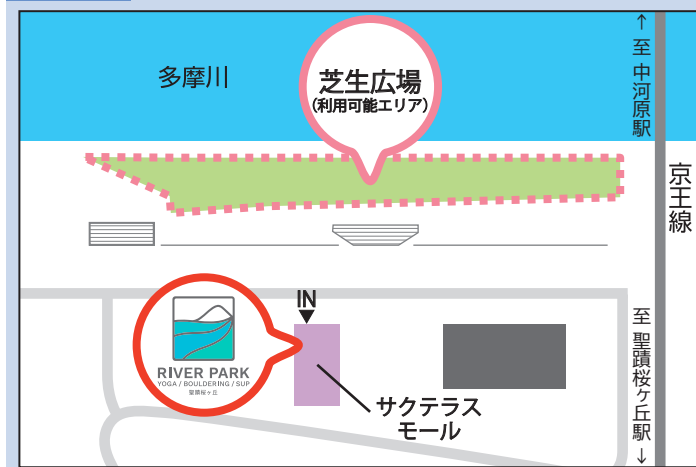 多摩川
芝生広場
(利用可能エリア)
↑至 中河原駅
京王線
IN
RIVER PARK
YOGA / BOULDERING / SUP
聖蹟桜ヶ丘
サクテラス
モール
至 聖蹟桜ヶ丘駅↓